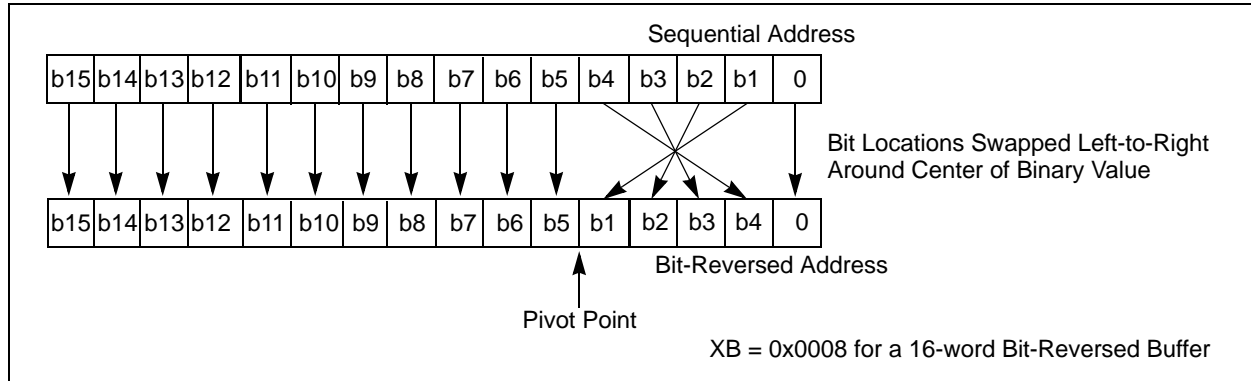 Sequential Address
b15 b14 b13 b12 b11 b10 b9 b8 b7 b6 b5 b4 b3 b2 b1 0
Bit Locations Swapped Left-to-Right
Around Center of Binary Value
b15 b14 b13 b12 b11 b10 b9 b8 b7 b6 b5 b1 b2 b3 b4 0
Bit-Reversed Address
Pivot Point
XB = 0x0008 for a 16-word Bit-Reversed Buffer